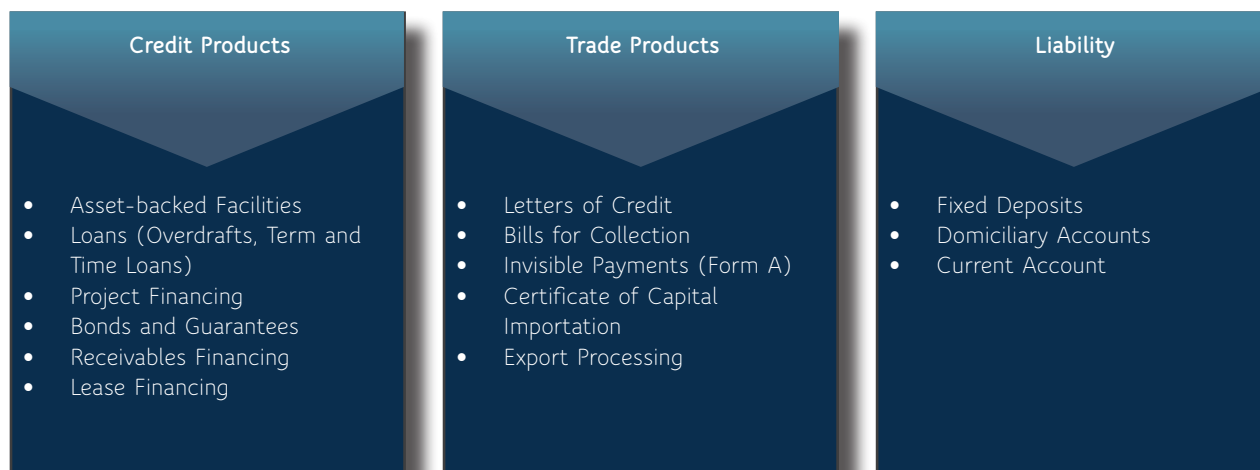 Credit Products
• Asset-backed Facilities
• Loans (Overdrafts, Term and
Time Loans)
• Project Financing
• Bonds and Guarantees
• Receivables Financing
• Lease Financing
Trade Products
• Letters of Credit
• Bills for Collection
• Invisible Payments (Form A)
• Certificate of Capital
Importation
• Export Processing
Liability
• Fixed Deposits
• Domiciliary Accounts
• Current Account